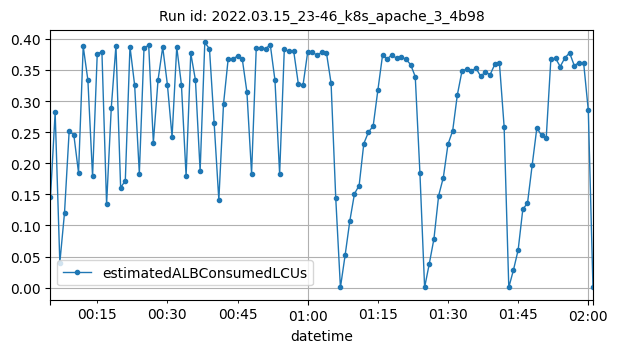 Run id: 2022.03.15_23-46_k8s_apache_3_4b98
0.40
0.35
0.30
0.25
0.20
0.15
0.10
0.05
0.00
estimatedALBConsumedLCUs
00:15 00:30 00:45 01:00 01:15 01:30 01:45 02:00
datetime